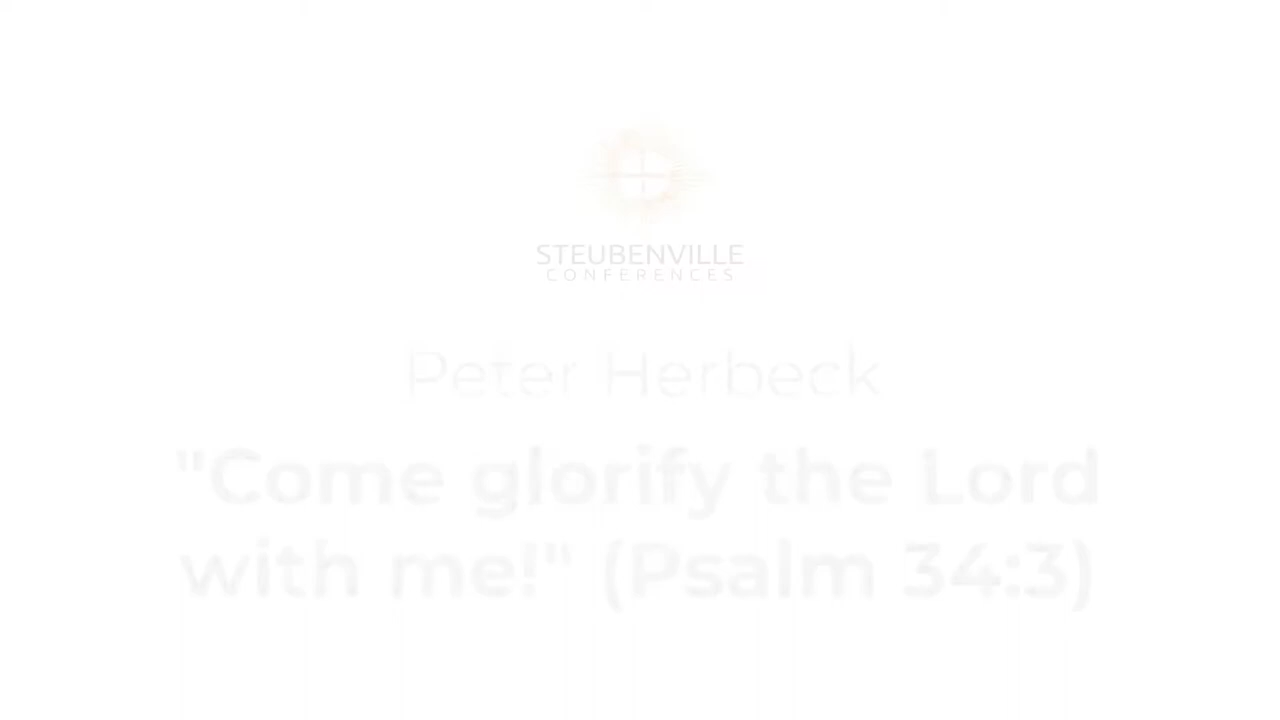 STEUBENVILLE
CONFERENCES
Peter Herbeck
"Come glorify the Lord
with me!" (Psalm 34:3)